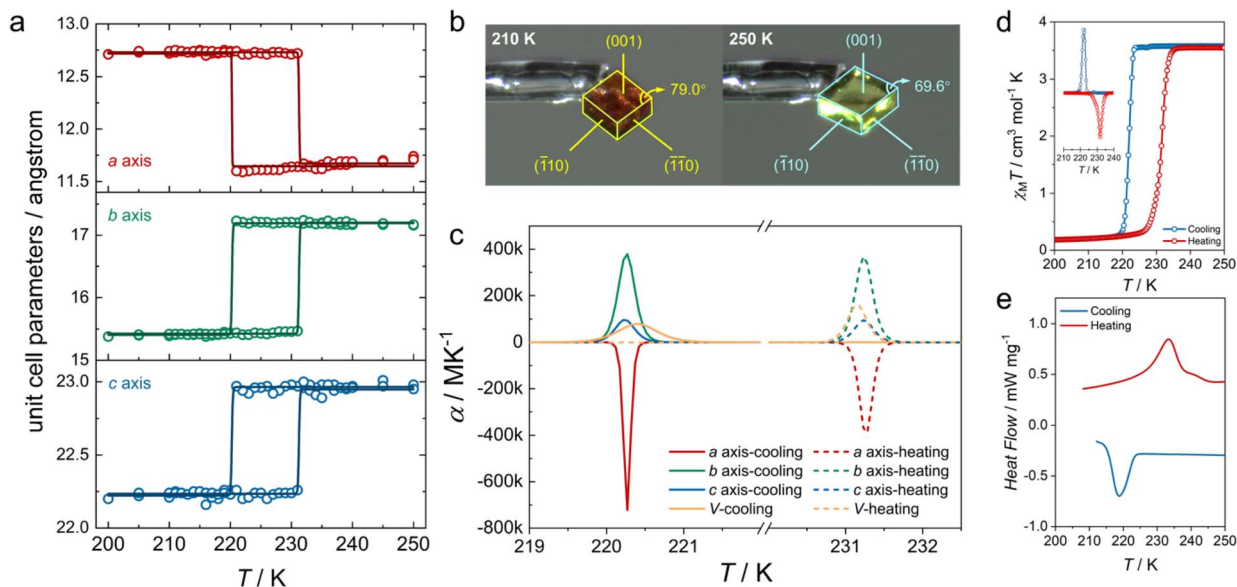 a
13.0
12.5
12.0
11.5
a axis
17
16
15
b axis
23.0
22.5
22.0
c axis
unit cell parameters / angstrom
200 210 220 230 240 250
T / K
b
210 K
(001)
79.0°
(1̄10)
(1̄1̄0)
250 K
(001)
69.6°
(1̄10)
(1̄1̄0)
c
400k
200k
0
-200k
-400k
-600k
-800k
α / MK⁻¹
a axis-cooling
a axis-heating
b axis-cooling
b axis-heating
c axis-cooling
c axis-heating
V-cooling
V-heating
219 220 221 231 232
T / K
d
4
3
2
1
0
χMT / cm³ mol⁻¹ K
210 220 230 240
T / K
Cooling
Heating
200 210 220 230 240 250
T / K
e
Cooling
Heating
1.0
0.5
0.0
-0.5
-1.0
Heat Flow / mW mg⁻¹
200 210 220 230 240 250
T / K